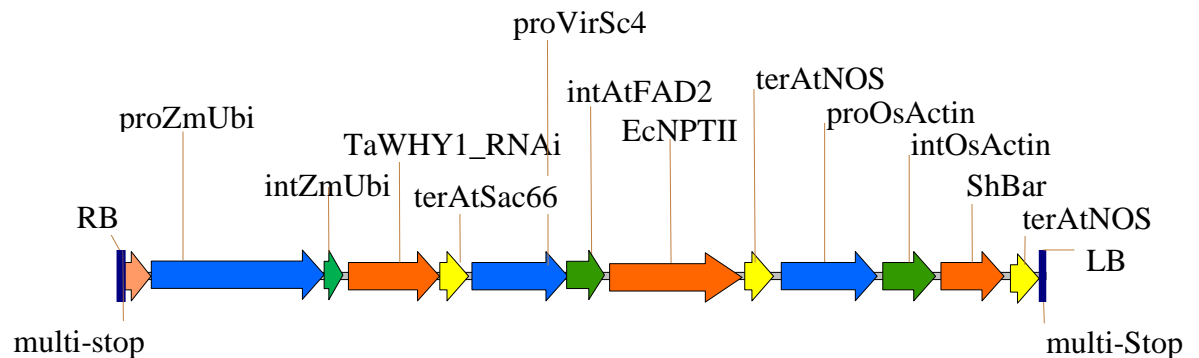 proVirSc4
intAtFAD2
terAtNOS
proZmUbi
EcNPTII
proOsActin
TaWHY1_RNAi
intOsActin
intZmUbi
terAtSac66
ShBar
RB
terAtNOS
LB
multi-stop
multi-Stop